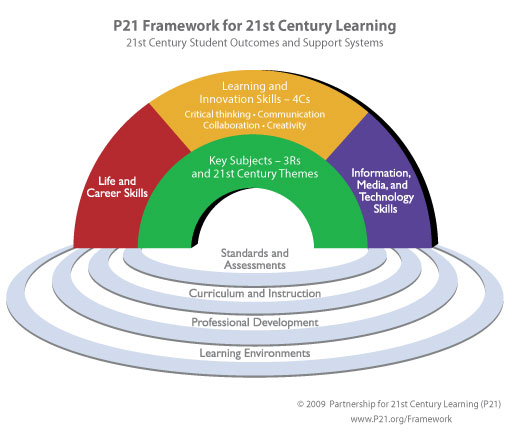 P21 Framework for 21st Century Learning
21st Century Student Outcomes and Support Systems
Learning and
Innovation Skills – 4Cs
Critical thinking • Communication
Collaboration • Creativity
Key Subjects – 3Rs
and 21st Century Themes
Life and
Career Skills
Information,
Media, and
Technology
Skills
Standards and
Assessments
Curriculum and Instruction
Professional Development
Learning Environments
© 2009 Partnership for 21st Century Learning (P21)
www.P21.org/Framework